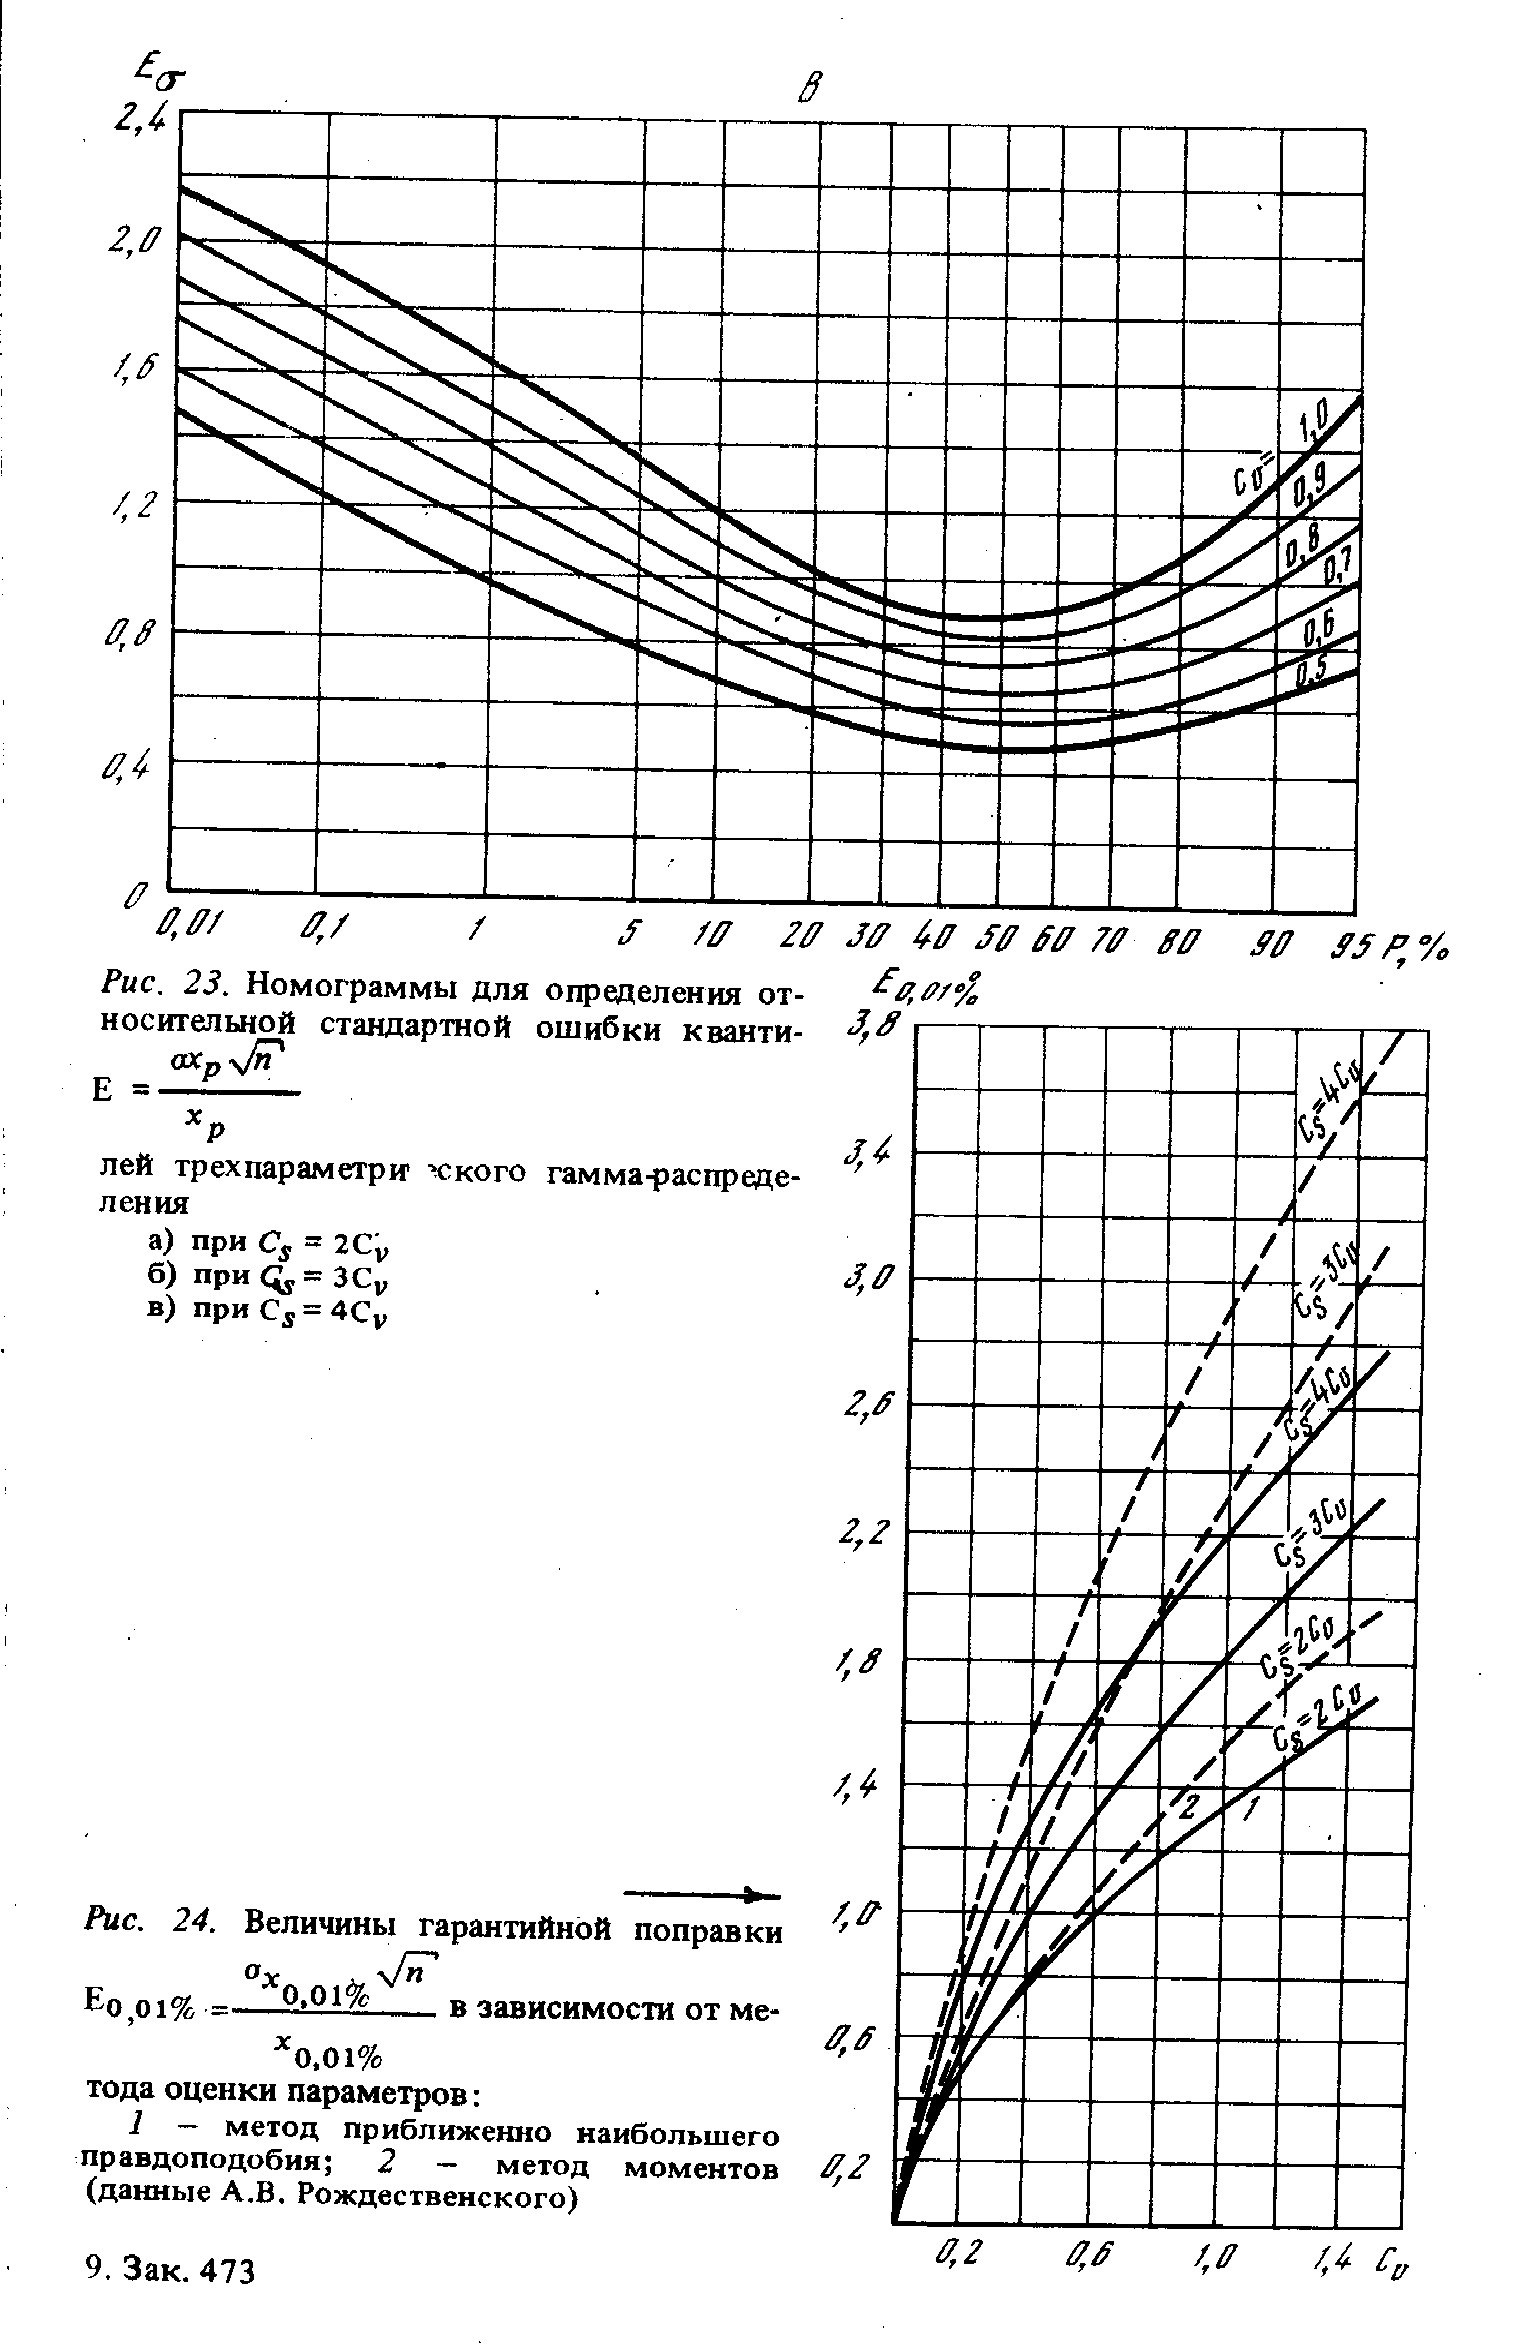 Eσ
в
2,4
2,0
1,6
1,2
0,8
0,4
0
Cv=
1,0
0,9
0,8
0,7
0,6
0,5
0,01 0,1 1 5 10 20 30 40 50 60 70 80 90 95 P,%
Рис. 23. Номограммы для определения от-
носительной стандартной ошибки кванти-
σxp √n
E =
xp
лей трехпараметри ского гамма-распреде-
ления
а) при Cs = 2Cv
б) при Cs = 3Cv
в) при Cs = 4Cv
E0,01%
3,8
3,4
3,0
2,6
2,2
1,8
1,4
1,0
0,6
0,2
Cs=4Cv
Cs=3Cv
Cs=4Cv
Cs=3Cv
Cs=2Cv
Cs=2Cv
2 1
0,2 0,6 1,0 1,4 Cv
Рис. 24. Величины гарантийной поправки
σx0,01% √n
E0,01% = в зависимости от ме-
x0,01%
тода оценки параметров:
1 – метод приближенно наибольшего
правдоподобия; 2 – метод моментов
(данные А.В. Рождественского)
9. Зак. 473